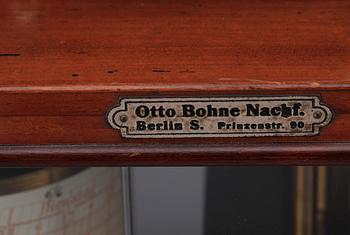 Otto Bohne Nachf.
Berlin S. Prinzenstr. 90